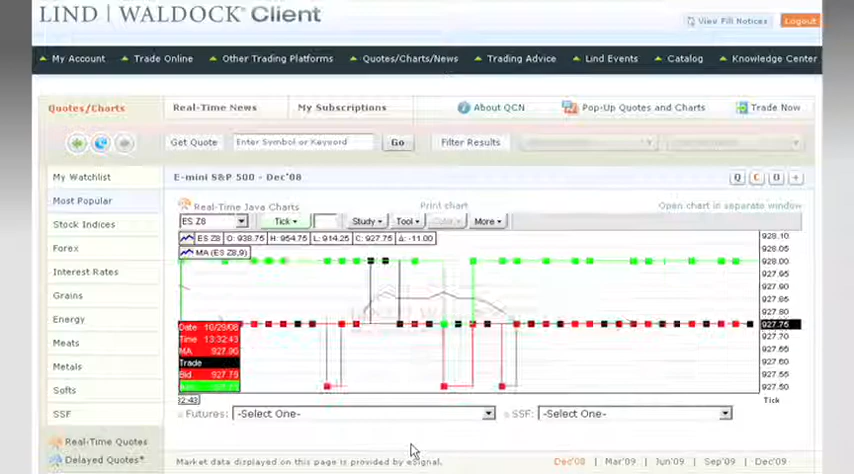 LIND | WALDOCK® Client
View Fill Notices Logout
My Account Trade Online Other Trading Platforms Quotes/Charts/News Trading Advice Lind Events Catalog Knowledge Center
Quotes/Charts Real-Time News My Subscriptions About QCN Pop-Up Quotes and Charts Trade Now
Get Quote Enter Symbol or Keyword Go Filter Results
My Watchlist
Most Popular
Stock Indices
Forex
Interest Rates
Grains
Energy
Meats
Metals
Softs
SSF
Real-Time Quotes
Delayed Quotes*
E-mini S&P 500 - Dec'08 Q C O +
Real-Time Java Charts Print chart Open chart in separate window
ES Z8 Tick Study Tool More
ES Z8 O: 938.75 H: 954.75 L: 914.25 C: 927.75 Δ: -11.00
MA (ES Z8,9)
928.10
928.05
928.00
927.95
927.90
927.85
927.80
927.75
927.70
927.65
927.60
927.55
927.50
Tick
Date 10/29/08
Time 13:32:43
MA 927.90
Trade
Bid 927.75
32:43
Futures: -Select One- SSF: -Select One-
Market data displayed on this page is provided by esignal. Dec'08 | Mar'09 | Jun'09 | Sep'09 | Dec'09